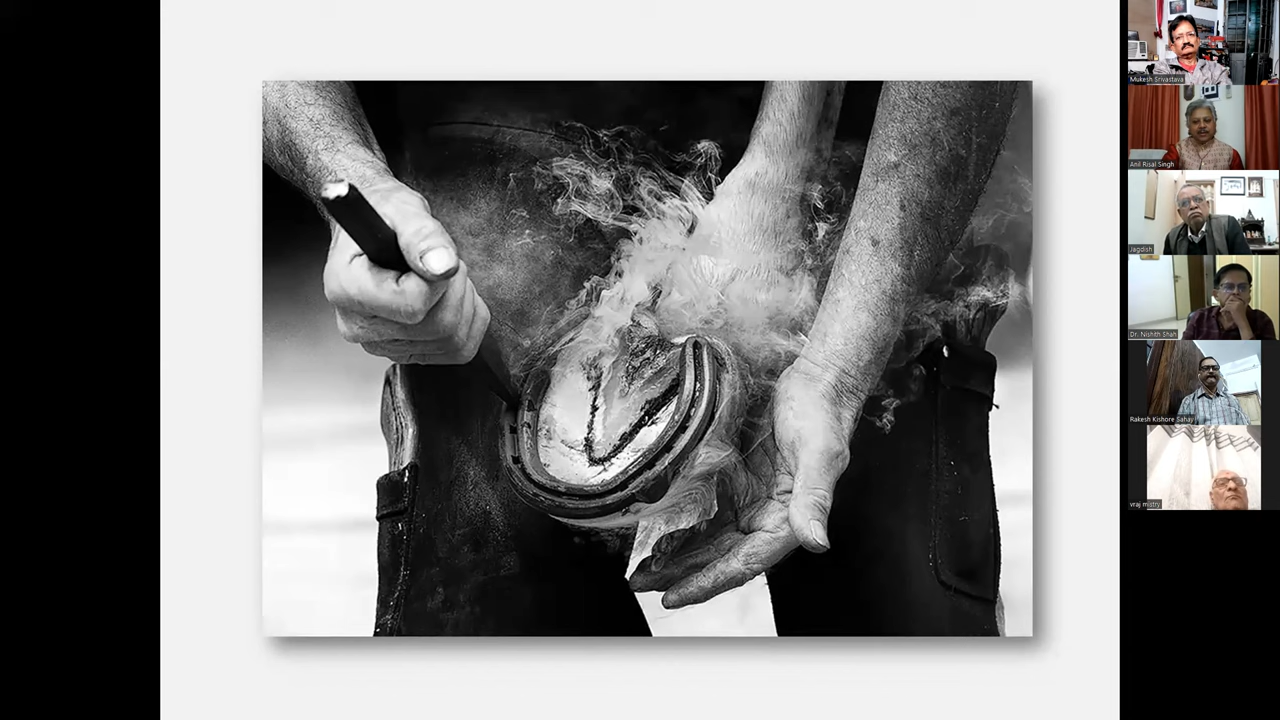 Mukesh Srivastava
Anil Risal Singh
Jagdish
Dr. Nishith Shah
Rakesh Kishore Sahay
vraj mistry